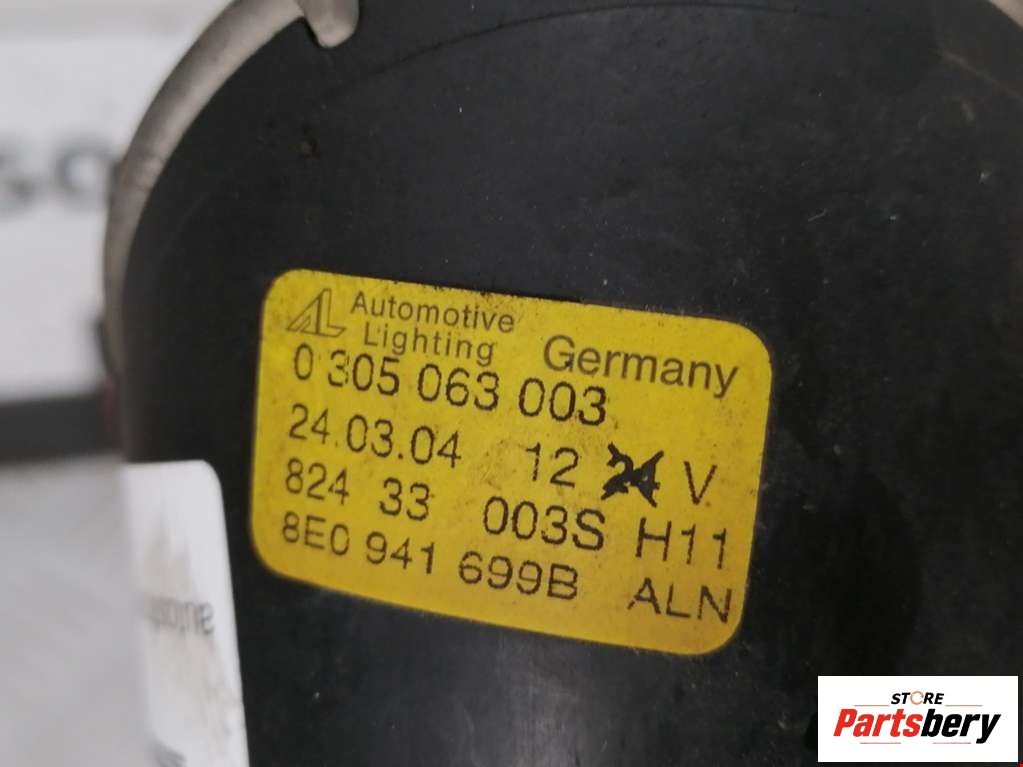 AL Automotive
Lighting Germany
0 305 063 003
24.03.04 12 24 V
824 33 003S H11
8E0 941 699B ALN
STORE
Partsbery